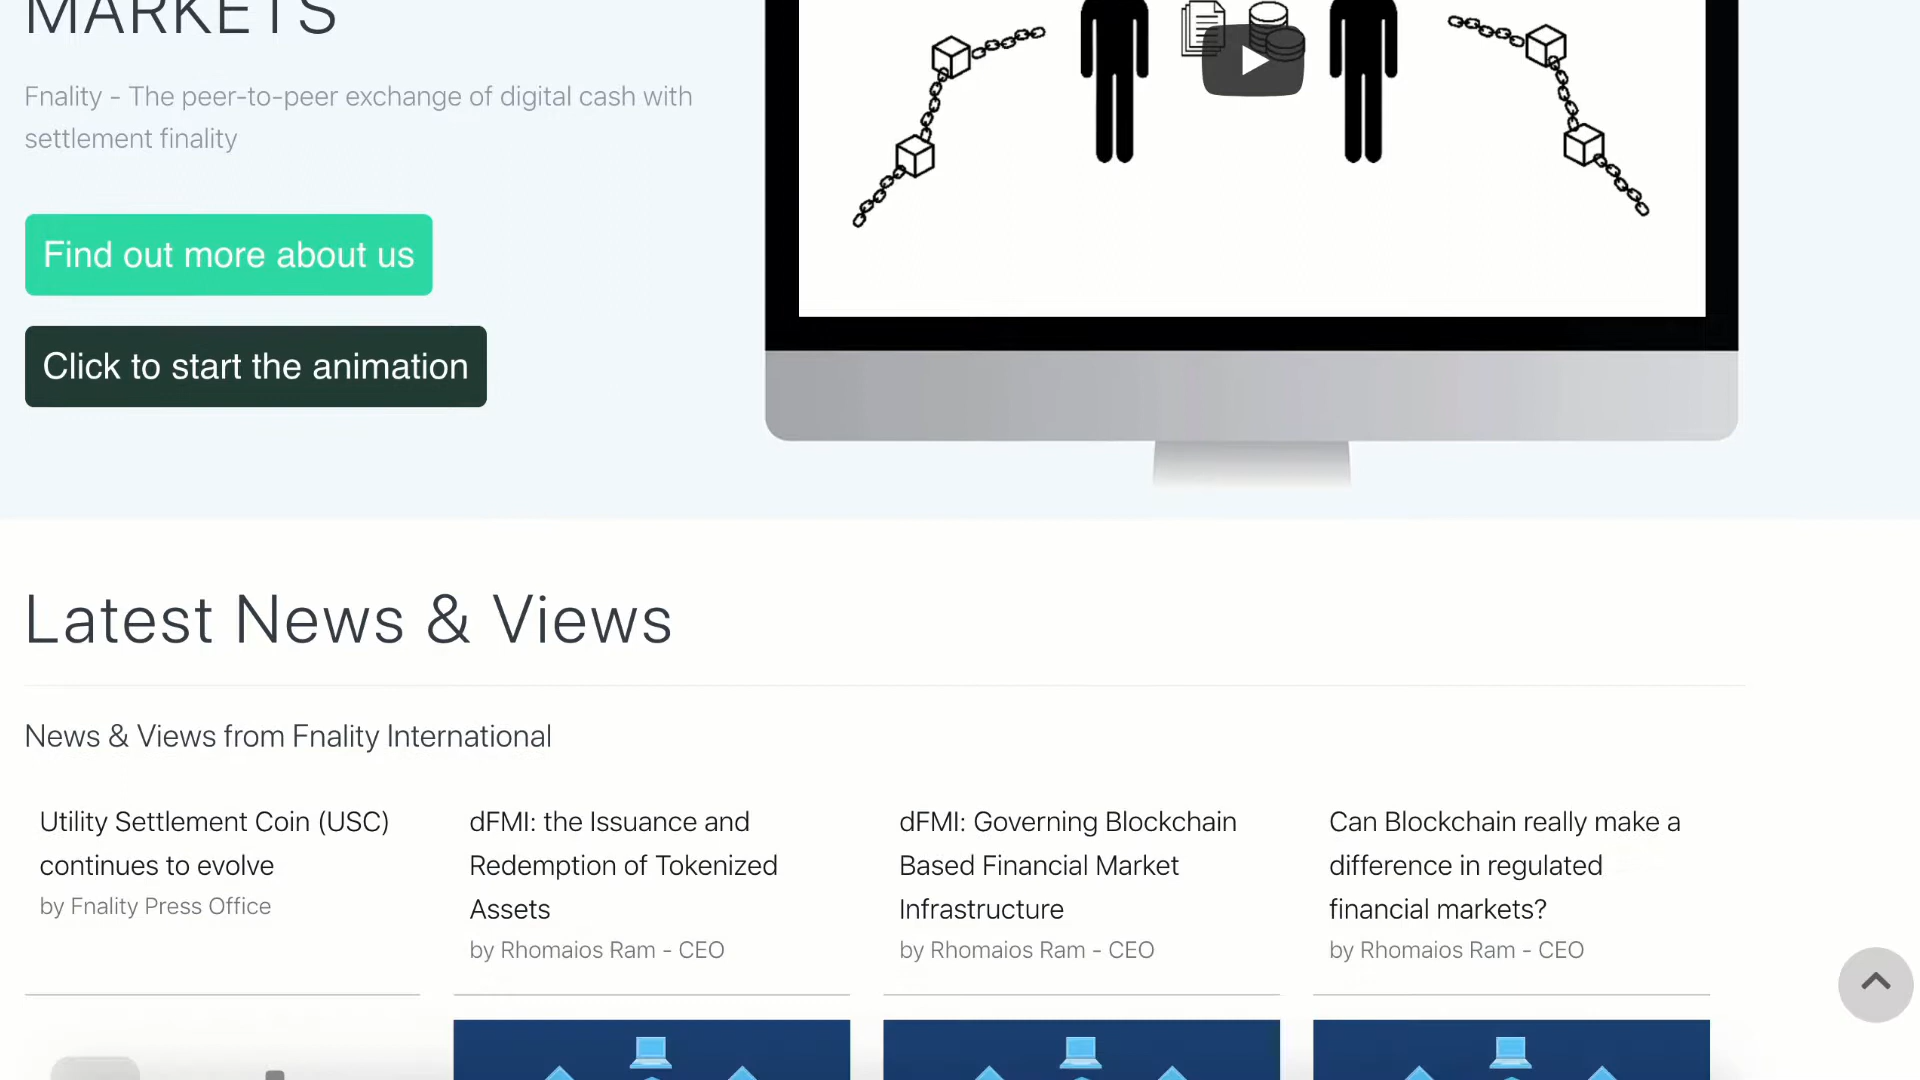 MARKETS
Fnality - The peer-to-peer exchange of digital cash with
settlement finality
Find out more about us
Click to start the animation
Latest News & Views
News & Views from Fnality International
Utility Settlement Coin (USC)
continues to evolve
by Fnality Press Office
dFMI: the Issuance and
Redemption of Tokenized
Assets
by Rhomaios Ram - CEO
dFMI: Governing Blockchain
Based Financial Market
Infrastructure
by Rhomaios Ram - CEO
Can Blockchain really make a
difference in regulated
financial markets?
by Rhomaios Ram - CEO